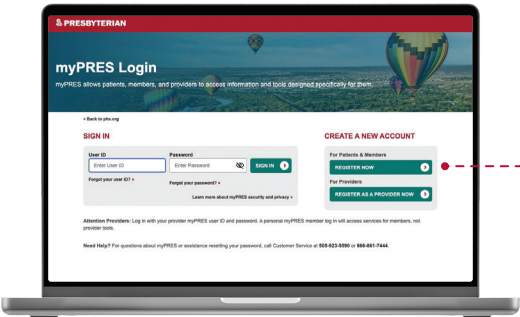 PRESBYTERIAN
myPRES Login
myPRES allows patients, members, and providers to access information and tools designed specifically for them.
• Back to phs.org
SIGN IN
User ID
Password
Enter User ID
Enter Password
SIGN IN
Forgot your user ID? »
Forgot your password? »
Learn more about myPRES security and privacy »
CREATE A NEW ACCOUNT
For Patients & Members
REGISTER NOW
For Providers
REGISTER AS A PROVIDER NOW
Attention Providers: Log in with your provider myPRES user ID and password. A personal myPRES member log in will access services for members, not
provider tools.
Need Help? For questions about myPRES or assistance resetting your password, call Customer Service at 505-923-5590 or 866-861-7444.